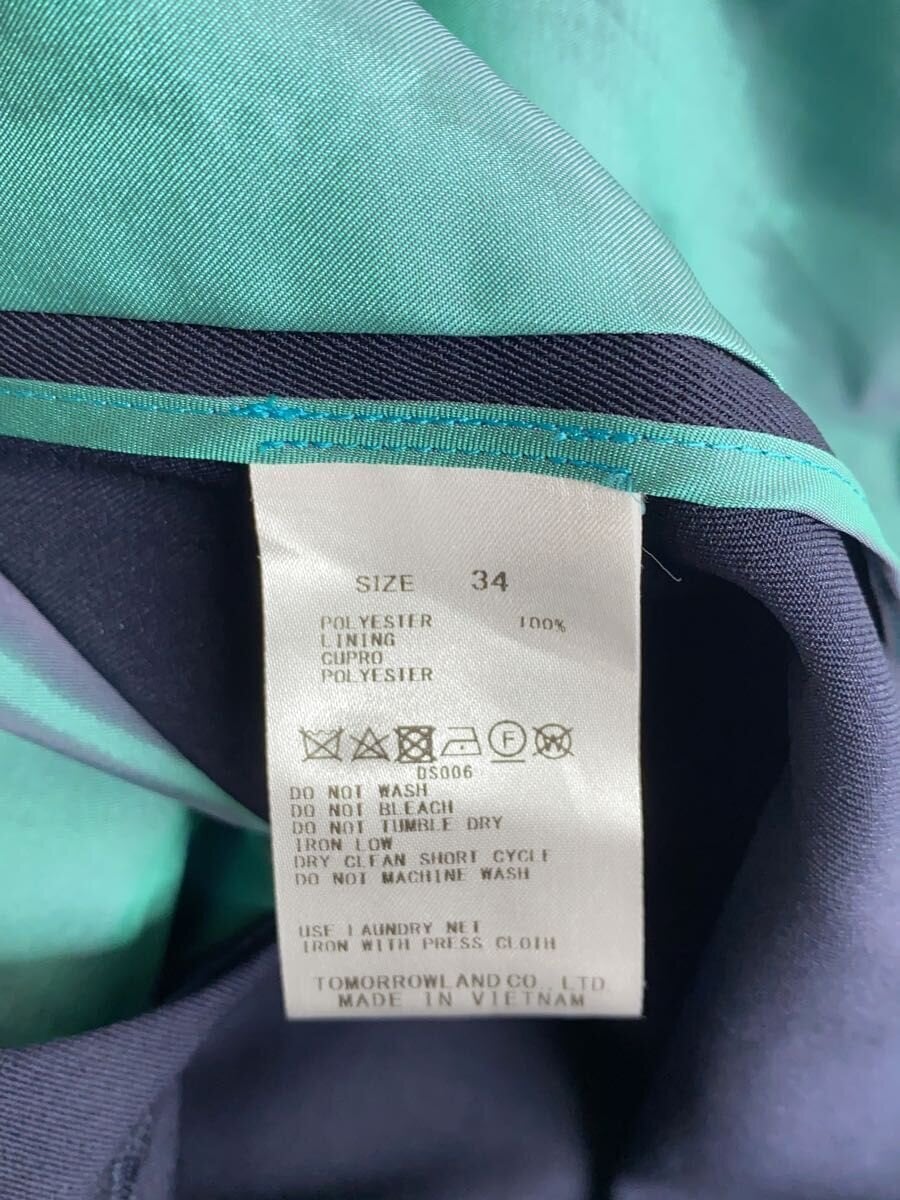 SIZE 34
POLYESTER 100%
LINING
CUPRO
POLYESTER
F W
DS006
DO NOT WASH
DO NOT BLEACH
DO NOT TUMBLE DRY
IRON LOW
DRY CLEAN SHORT CYCLE
DO NOT MACHINE WASH
USE LAUNDRY NET
IRON WITH PRESS CLOTH
TOMORROWLAND CO., LTD
MADE IN VIETNAM